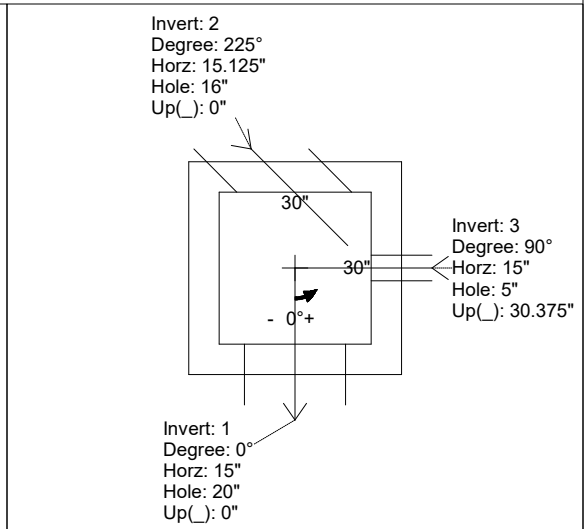 Invert: 2
Degree: 225°
Horz: 15.125"
Hole: 16"
Up(_): 0"
30"
30"
Invert: 3
Degree: 90°
Horz: 15"
Hole: 5"
Up(_): 30.375"
- 0°+
Invert: 1
Degree: 0°
Horz: 15"
Hole: 20"
Up(_): 0"